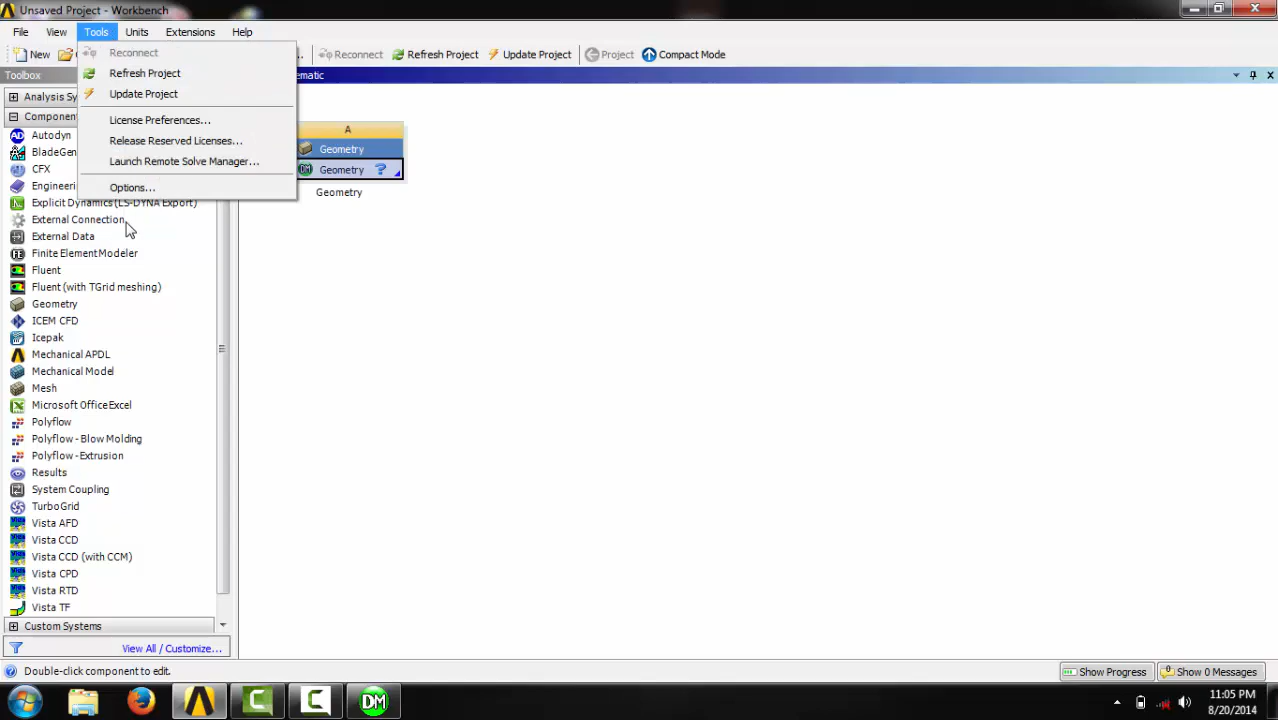 Unsaved Project - Workbench
File View Tools Units Extensions Help
New Reconnect Refresh Project Update Project Project Compact Mode
Reconnect
Refresh Project
Update Project
License Preferences...
Release Reserved Licenses...
Launch Remote Solve Manager...
Options...
Toolbox
ematic
Analysis Sy
Component
Autodyn
BladeGen
CFX
Engineeri
Explicit Dynamics (LS-DYNA Export)
External Connection
External Data
Finite Element Modeler
Fluent
Fluent (with TGrid meshing)
Geometry
ICEM CFD
Icepak
Mechanical APDL
Mechanical Model
Mesh
Microsoft Office Excel
Polyflow
Polyflow - Blow Molding
Polyflow - Extrusion
Results
System Coupling
TurboGrid
Vista AFD
Vista CCD
Vista CCD (with CCM)
Vista CPD
Vista RTD
Vista TF
Custom Systems
View All / Customize...
A
Geometry
DM Geometry ?
Geometry
Double-click component to edit.
Show Progress Show 0 Messages
DM
11:05 PM
8/20/2014